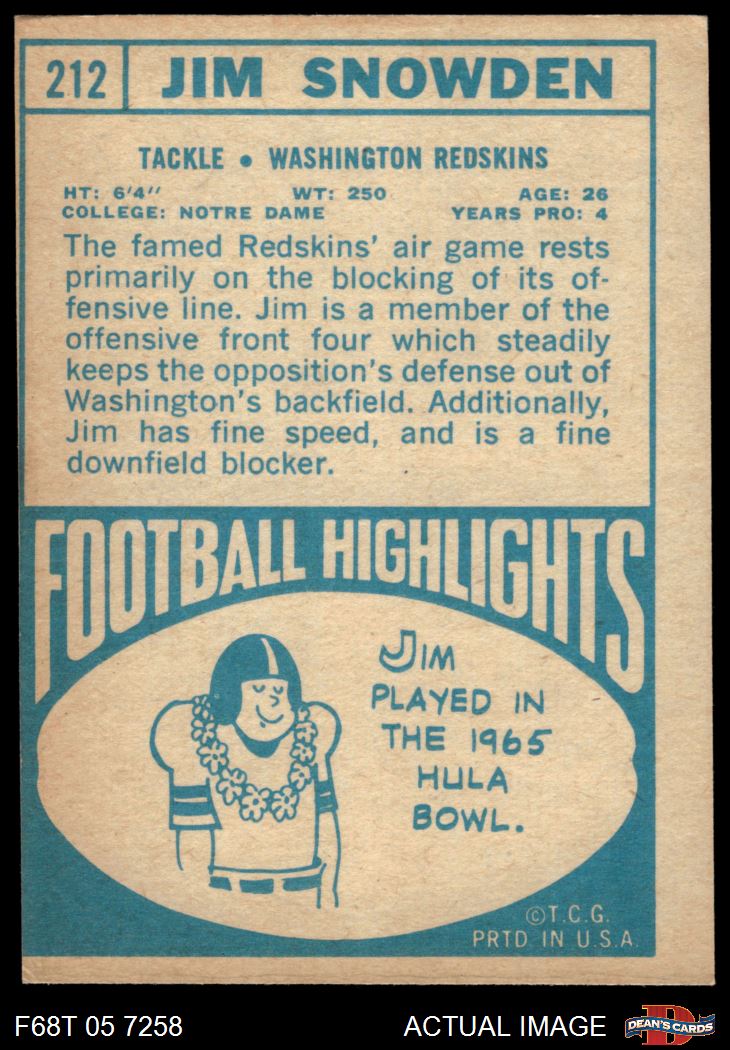 212 JIM SNOWDEN
TACKLE • WASHINGTON REDSKINS
HT: 6'4" WT: 250 AGE: 26
COLLEGE: NOTRE DAME YEARS PRO: 4
The famed Redskins' air game rests
primarily on the blocking of its of-
fensive line. Jim is a member of the
offensive front four which steadily
keeps the opposition's defense out of
Washington's backfield. Additionally,
Jim has fine speed, and is a fine
downfield blocker.
FOOTBALL HIGHLIGHTS
JIM
PLAYED IN
THE 1965
HULA
BOWL.
©T.C.G.
PRTD IN U.S.A.
F68T 05 7258 ACTUAL IMAGE D DEAN'S CARDS